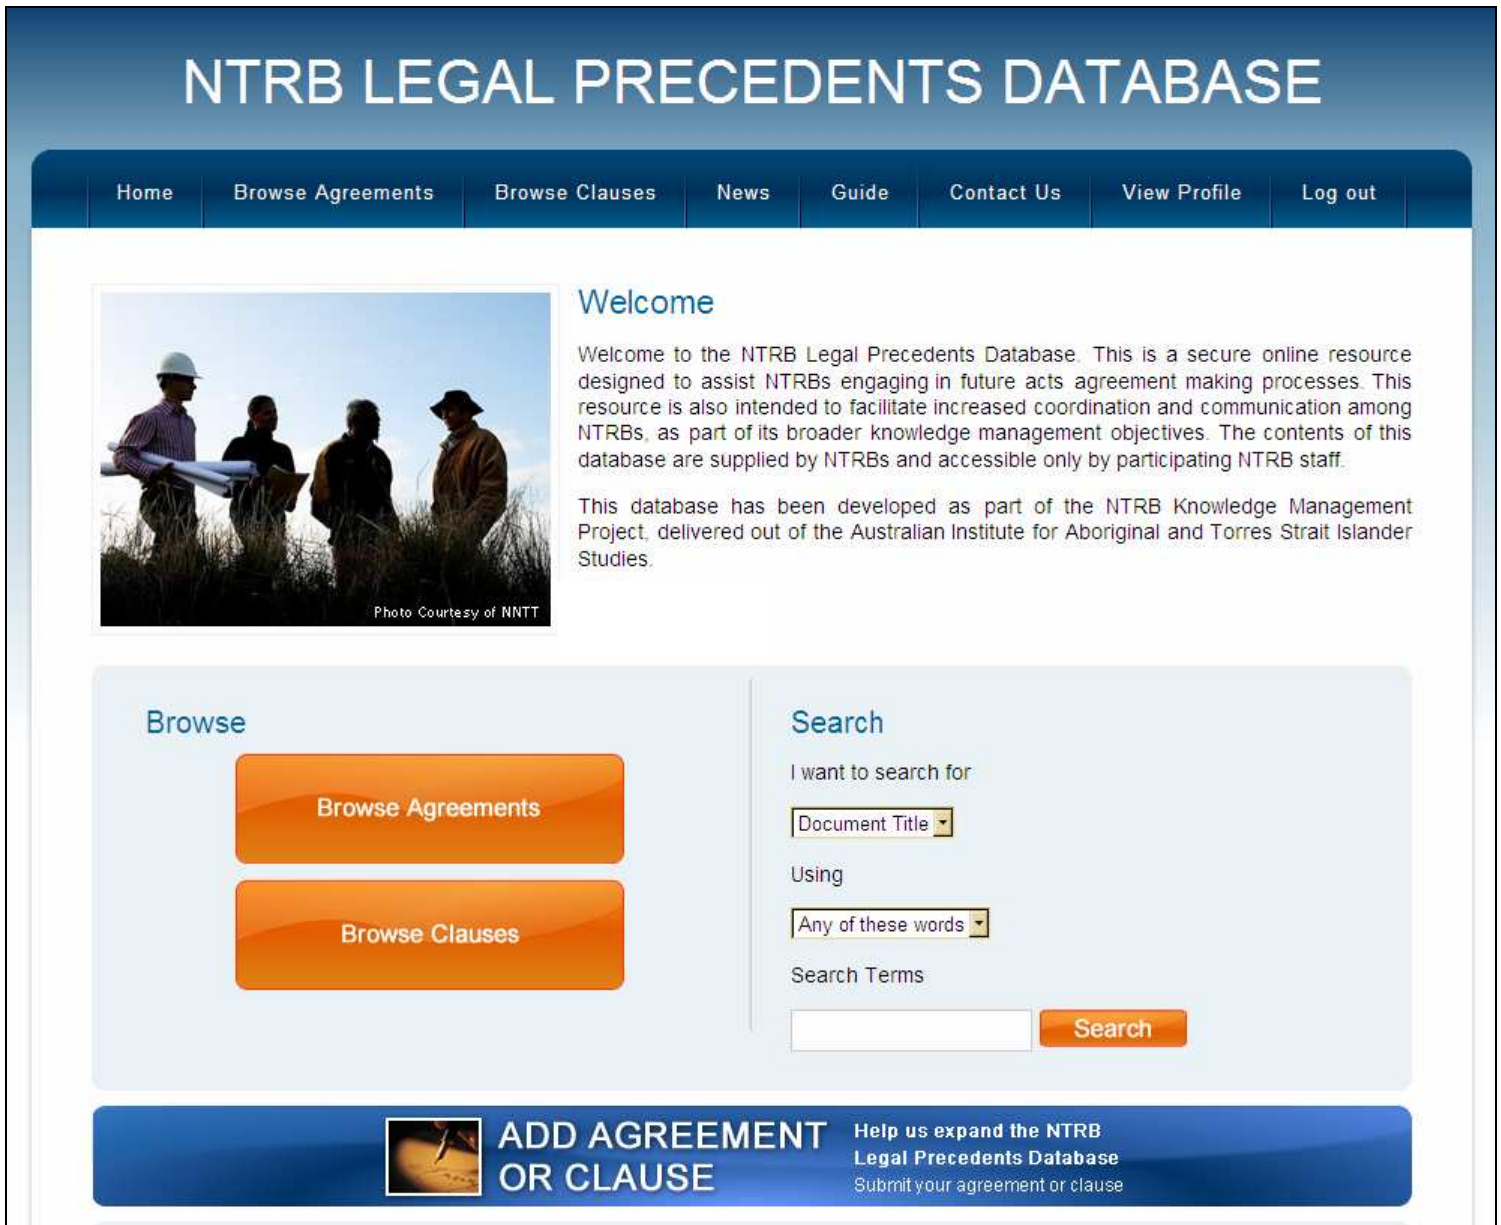 NTRB LEGAL PRECEDENTS DATABASE
Home Browse Agreements Browse Clauses News Guide Contact Us View Profile Log out
Welcome
Welcome to the NTRB Legal Precedents Database. This is a secure online resource
designed to assist NTRBs engaging in future acts agreement making processes. This
resource is also intended to facilitate increased coordination and communication among
NTRBs, as part of its broader knowledge management objectives. The contents of this
database are supplied by NTRBs and accessible only by participating NTRB staff.
This database has been developed as part of the NTRB Knowledge Management
Project, delivered out of the Australian Institute for Aboriginal and Torres Strait Islander
Studies.
Photo Courtesy of NNTT
Browse
Browse Agreements
Browse Clauses
Search
I want to search for
Document Title
Using
Any of these words
Search Terms
Search
ADD AGREEMENT
OR CLAUSE
Help us expand the NTRB
Legal Precedents Database
Submit your agreement or clause